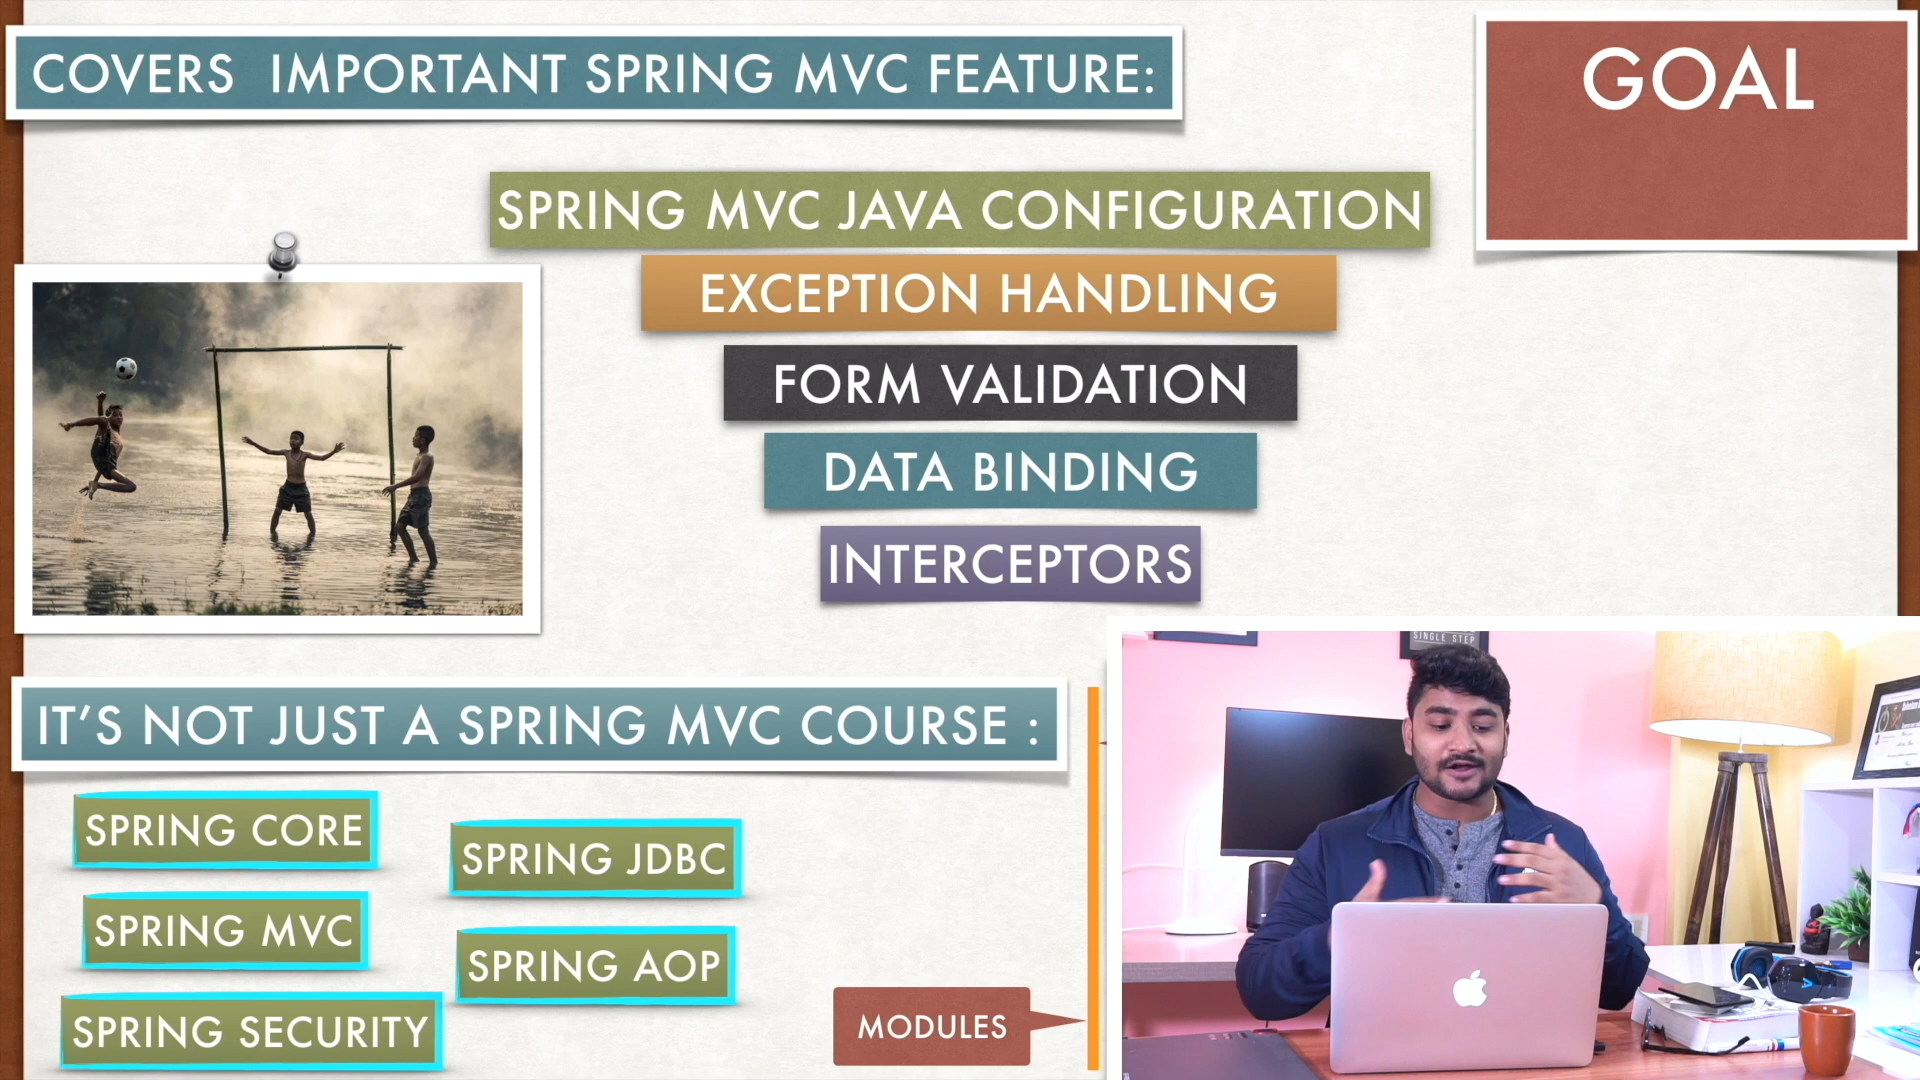 COVERS IMPORTANT SPRING MVC FEATURE:
GOAL
SPRING MVC JAVA CONFIGURATION
EXCEPTION HANDLING
FORM VALIDATION
DATA BINDING
INTERCEPTORS
SINGLE STEP
IT'S NOT JUST A SPRING MVC COURSE :
SPRING CORE
SPRING JDBC
SPRING MVC
SPRING AOP
SPRING SECURITY
MODULES